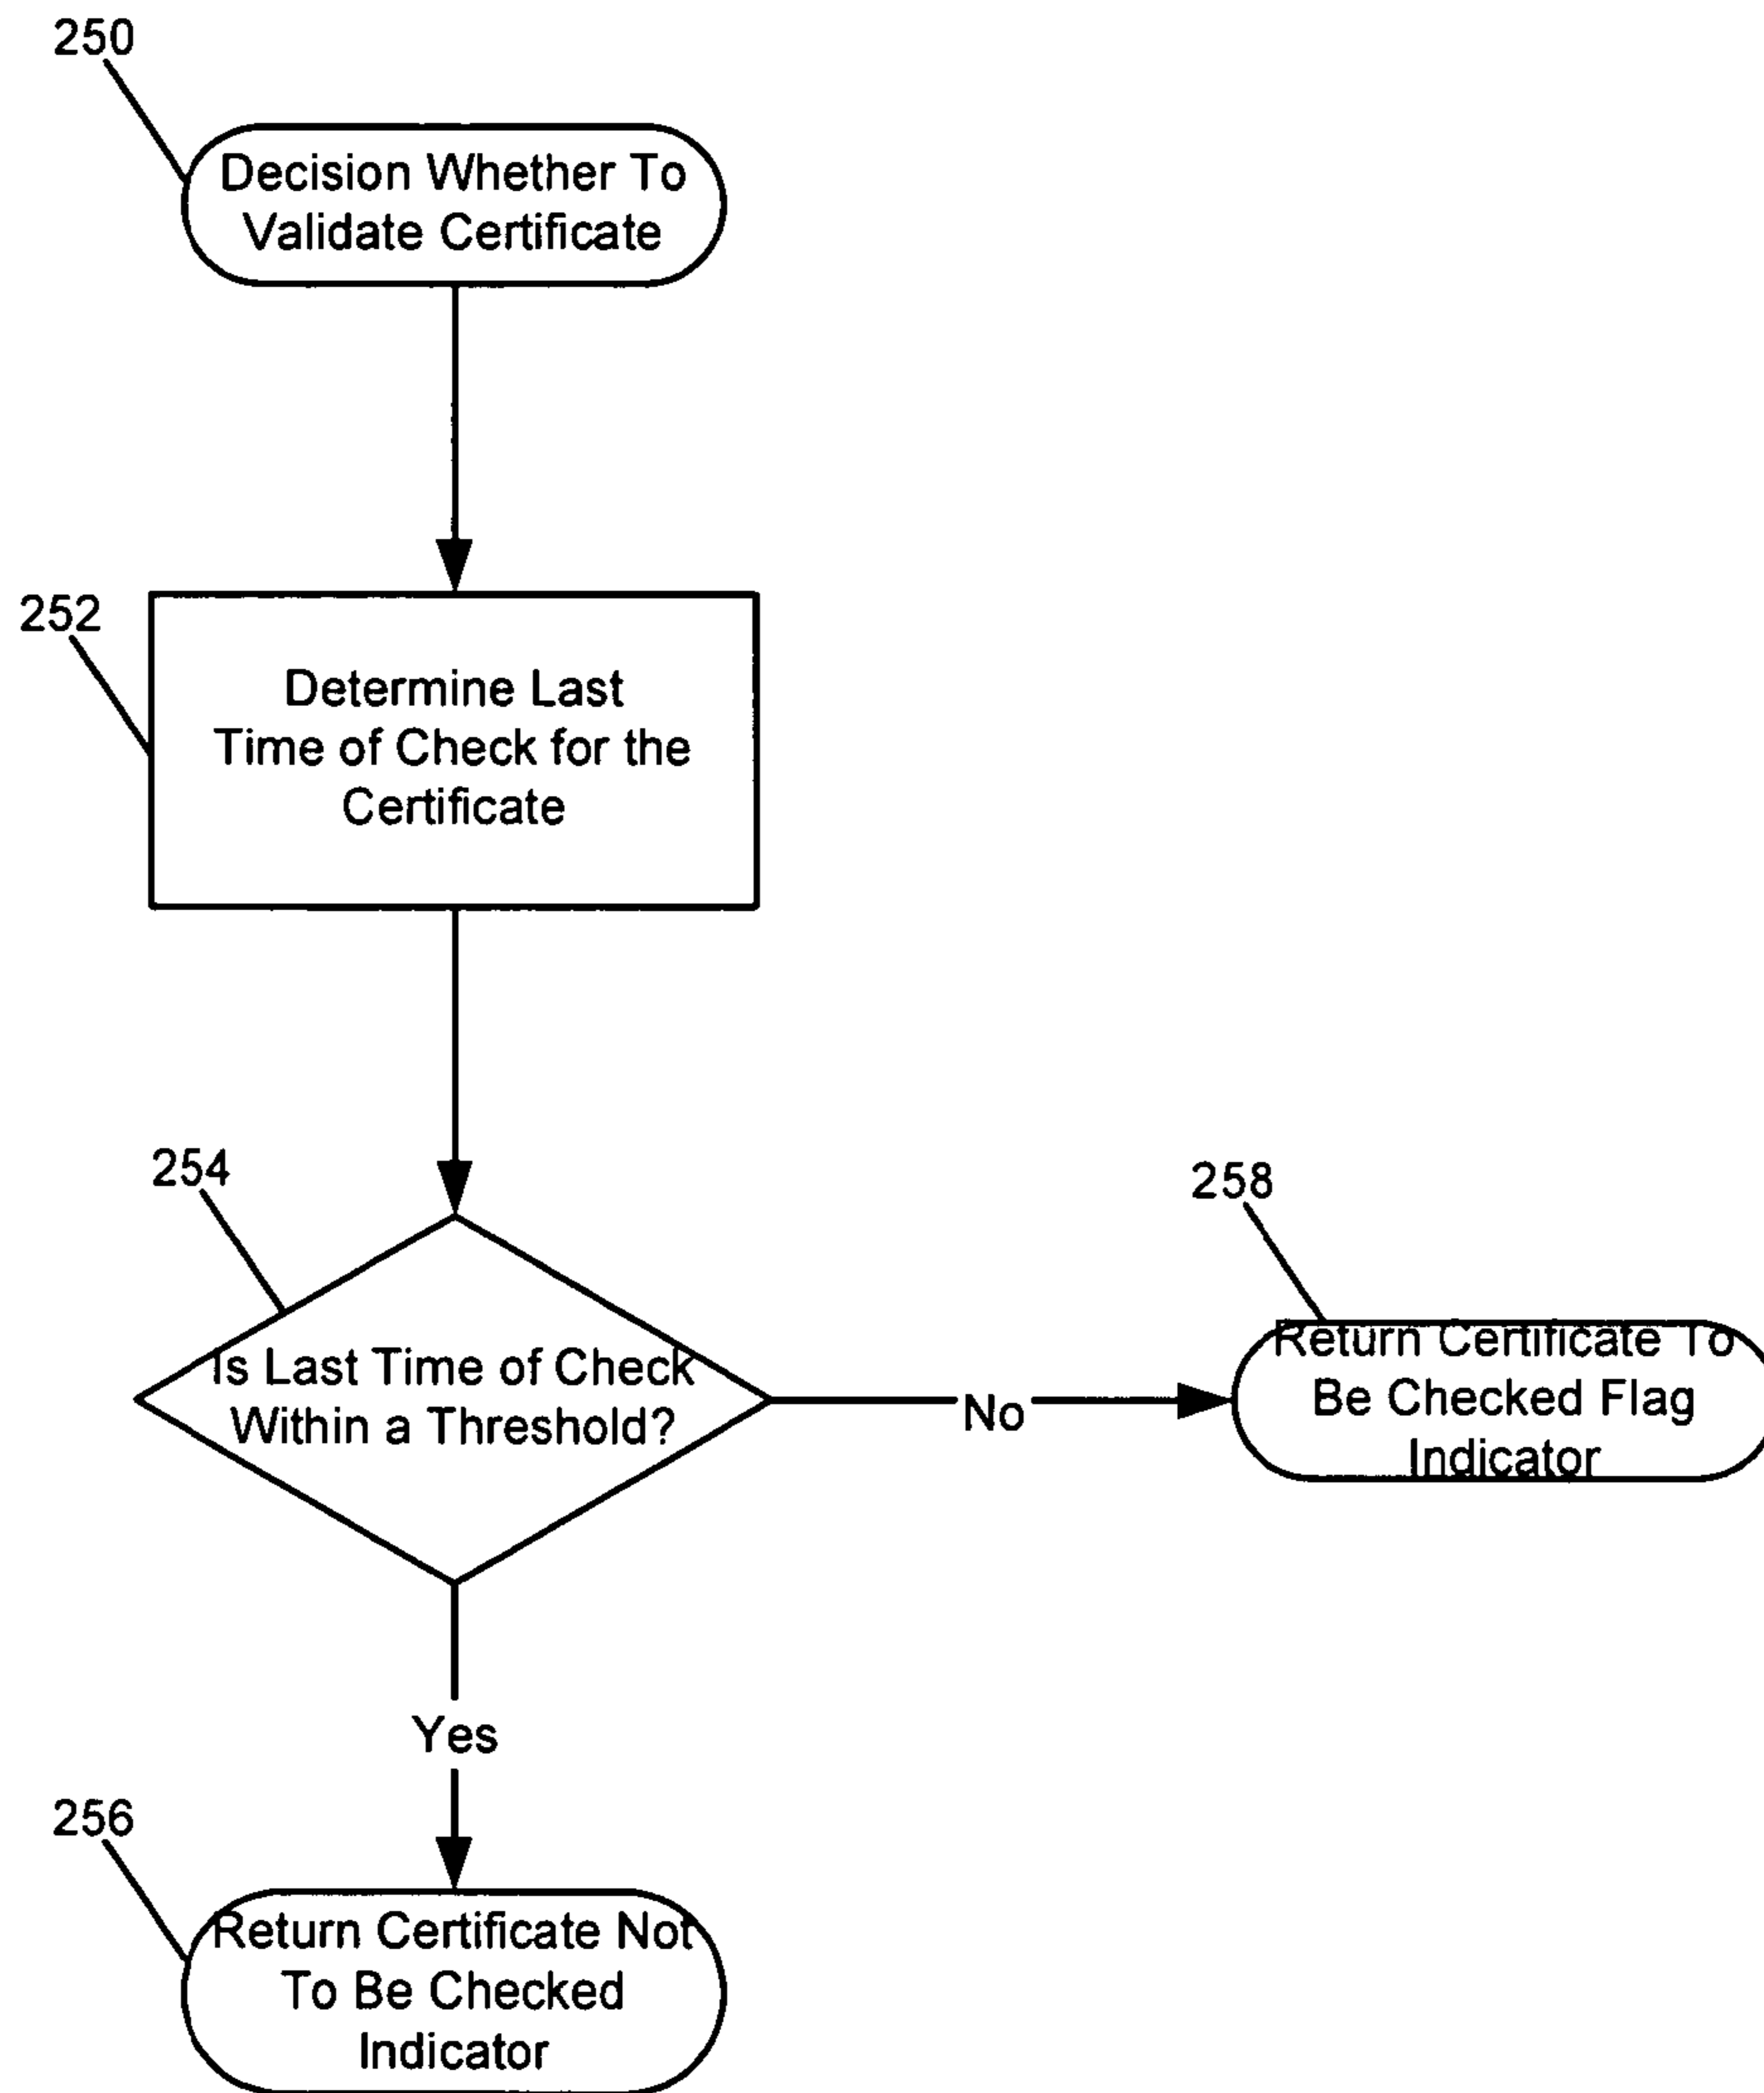 250
Decision Whether To
Validate Certificate
252
Determine Last
Time of Check for the
Certificate
254
Is Last Time of Check
Within a Threshold?
No
258
Return Certificate To
Be Checked Flag
Indicator
Yes
256
Return Certificate Not
To Be Checked
Indicator